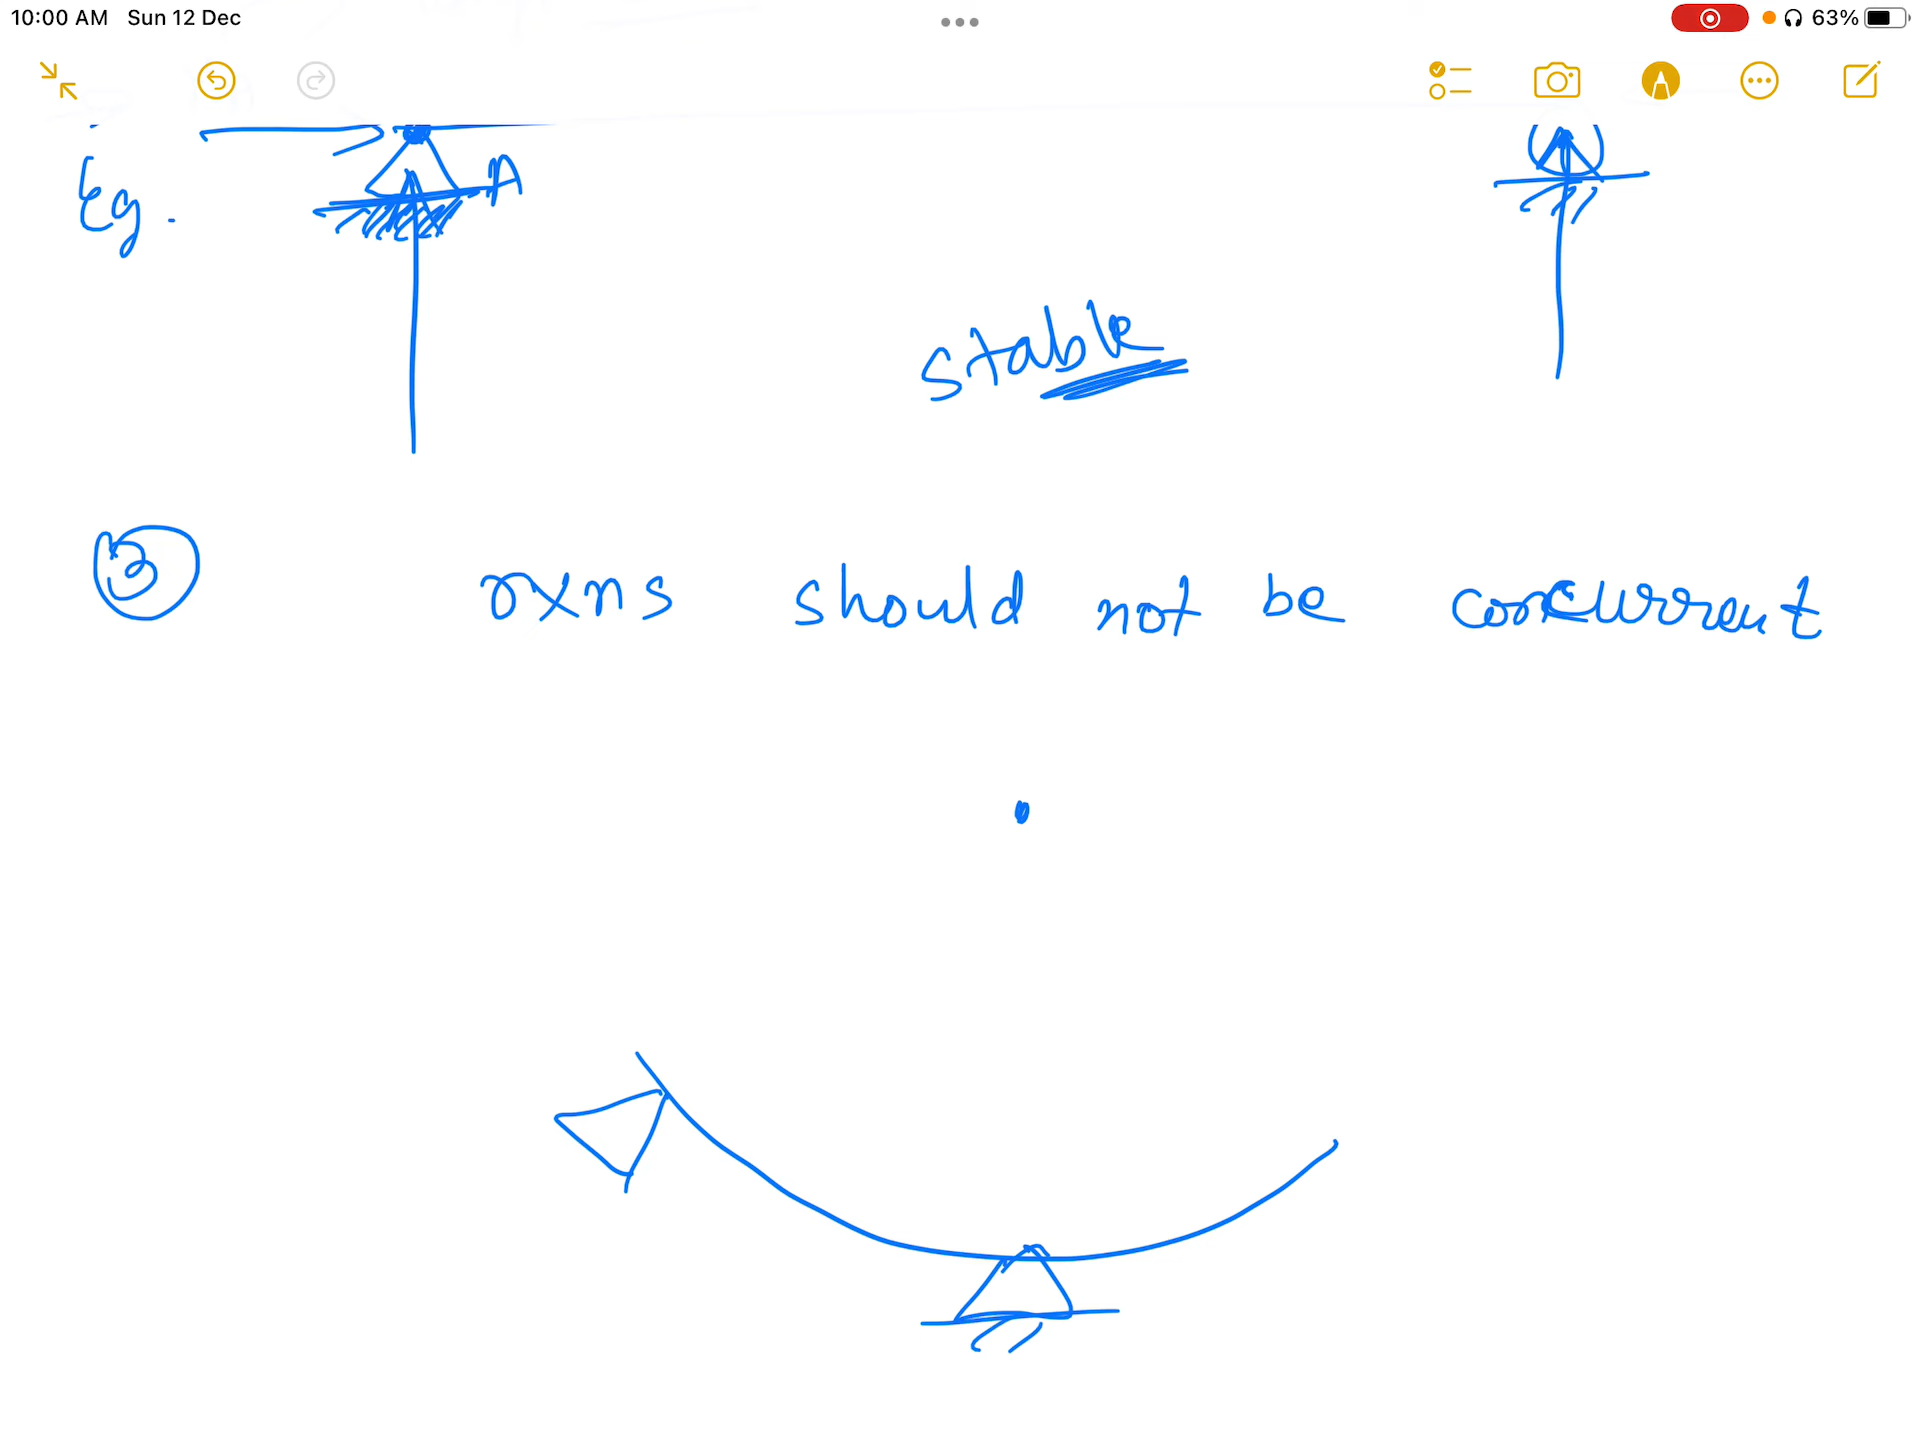 10:00 AM Sun 12 Dec 63%
Eg. A
stable
3 rxns should not be concurrent